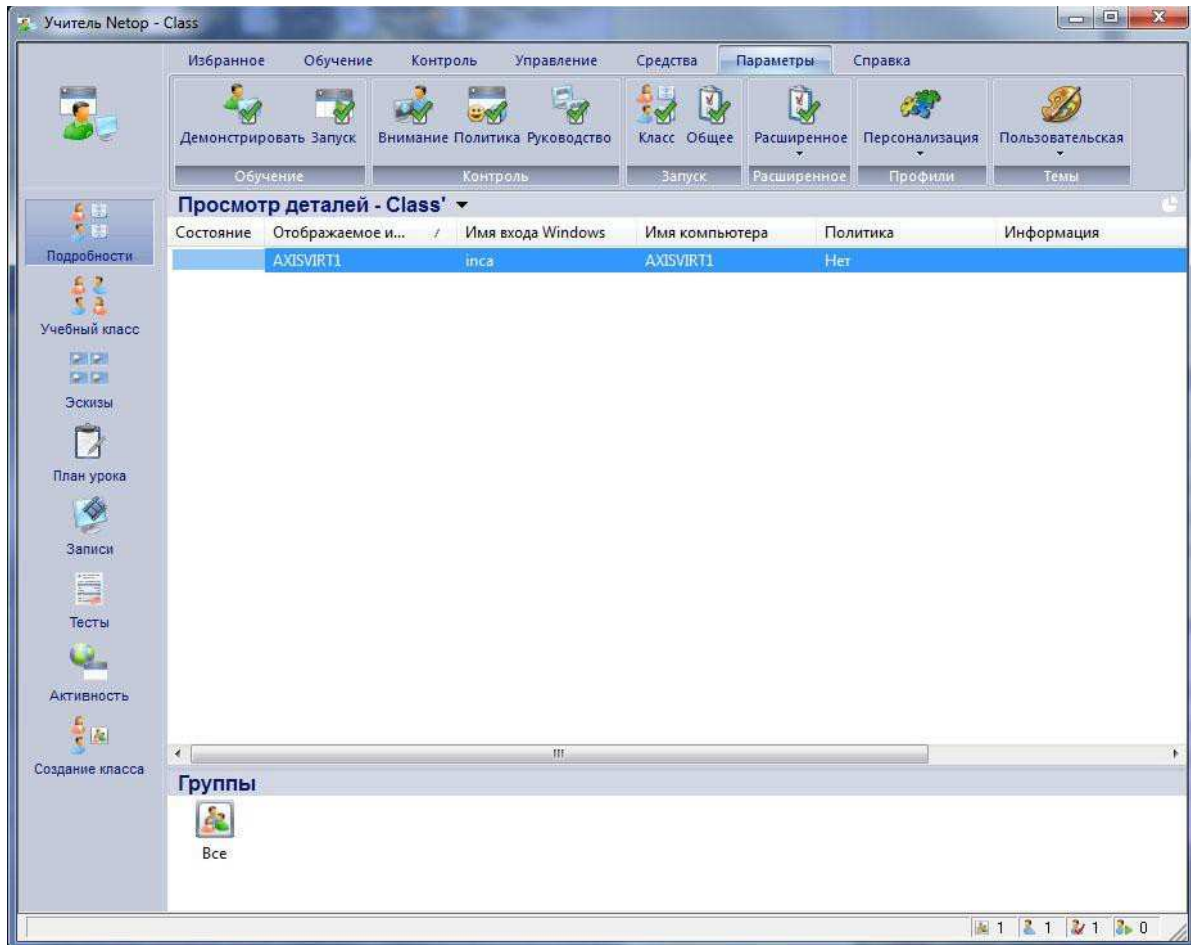 Учитель Netop - Class
Избранное Обучение Контроль Управление Средства Параметры Справка
Демонстрировать Запуск Внимание Политика Руководство Класс Общее Расширенное Персонализация Пользовательская
Обучение Контроль Запуск Расширенное Профили Темы
Просмотр деталей - Class'
Состояние Отображаемое и... / Имя входа Windows Имя компьютера Политика Информация
AXISVIRT1 inca AXISVIRT1 Нет
Подробности
Учебный класс
Эскизы
План урока
Записи
Тесты
Активность
Создание класса
Группы
Все
1 1 1 0